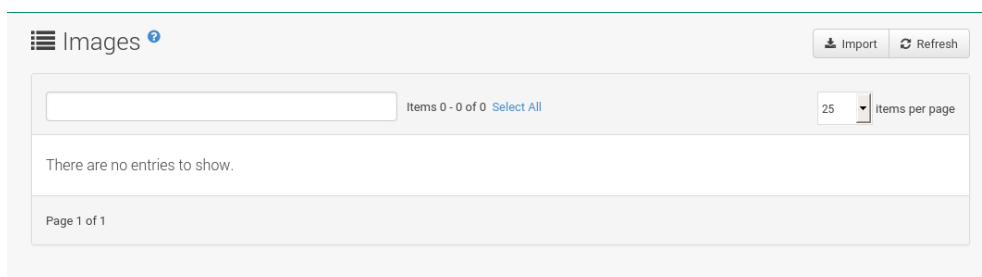 Images ?
Import Refresh
Items 0 - 0 of 0 Select All 25 items per page
There are no entries to show.
Page 1 of 1